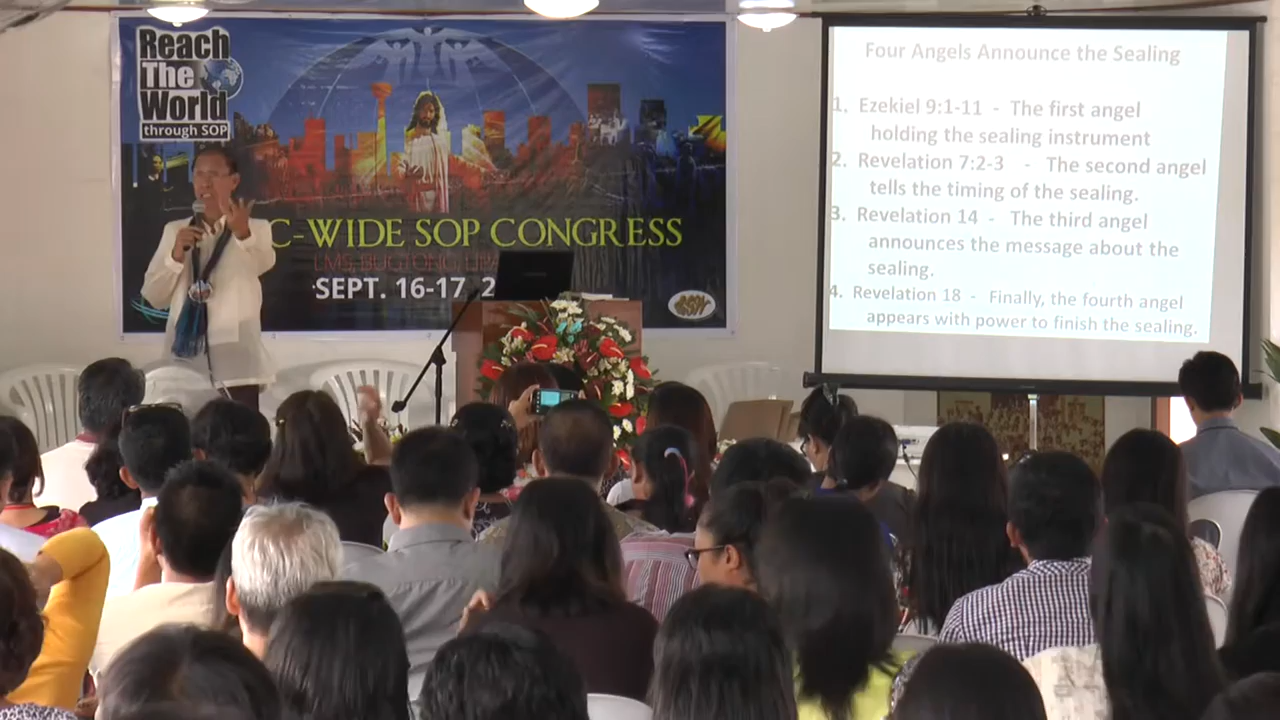 Reach
The
World
through SOP
C-WIDE SOP CONGRESS
LMS, BUGTONG, LIPA
SEPT. 16-17, 2
Four Angels Announce the Sealing
1. Ezekiel 9:1-11 - The first angel
holding the sealing instrument
2. Revelation 7:2-3 - The second angel
tells the timing of the sealing.
3. Revelation 14 - The third angel
announces the message about the
sealing.
4. Revelation 18 - Finally, the fourth angel
appears with power to finish the sealing.